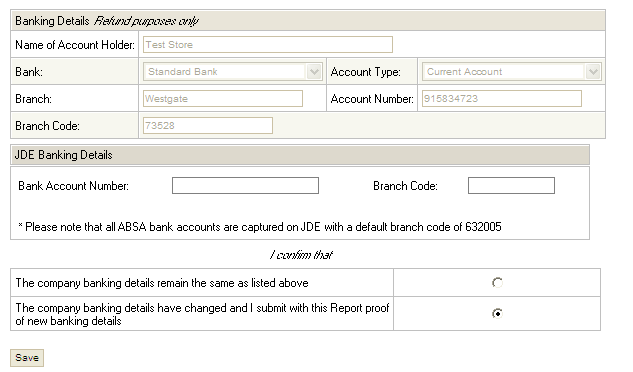 Banking Details Refund purposes only
Name of Account Holder: Test Store
Bank: Standard Bank Account Type: Current Account
Branch: Westgate Account Number: 915834723
Branch Code: 73528
JDE Banking Details
Bank Account Number: Branch Code:
* Please note that all ABSA bank accounts are captured on JDE with a default branch code of 632005
I confirm that
The company banking details remain the same as listed above
The company banking details have changed and I submit with this Report proof
of new banking details
Save